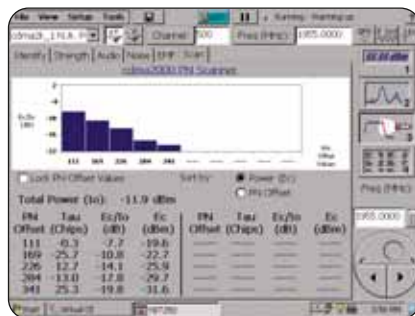 File View Setup Tools
Channel 500 Freq (MHz) 1955.0000
Identify Strength Audio Noise EMF Scan
cdma2000 PN Scanner
Ec/Io
(dB)
111 169 226 284 341
PN
Offset
Values
Lock PN Offset Values Sort by: Power (Ec)
PN Offset
Total Power (Io): -11.9 dBm
PN Tau Ec/Io Ec PN Tau Ec/Io Ec
Offset (Chips) (dB) (dBm) Offset (Chips) (dB) (dBm)
111 -0.3 -7.7 -19.6
169 -25.7 -10.8 -22.7
226 12.7 -14.1 -25.9
284 -13.0 -17.8 -29.7
341 25.3 -19.8 -31.6
Freq (MHz)
1955.0000